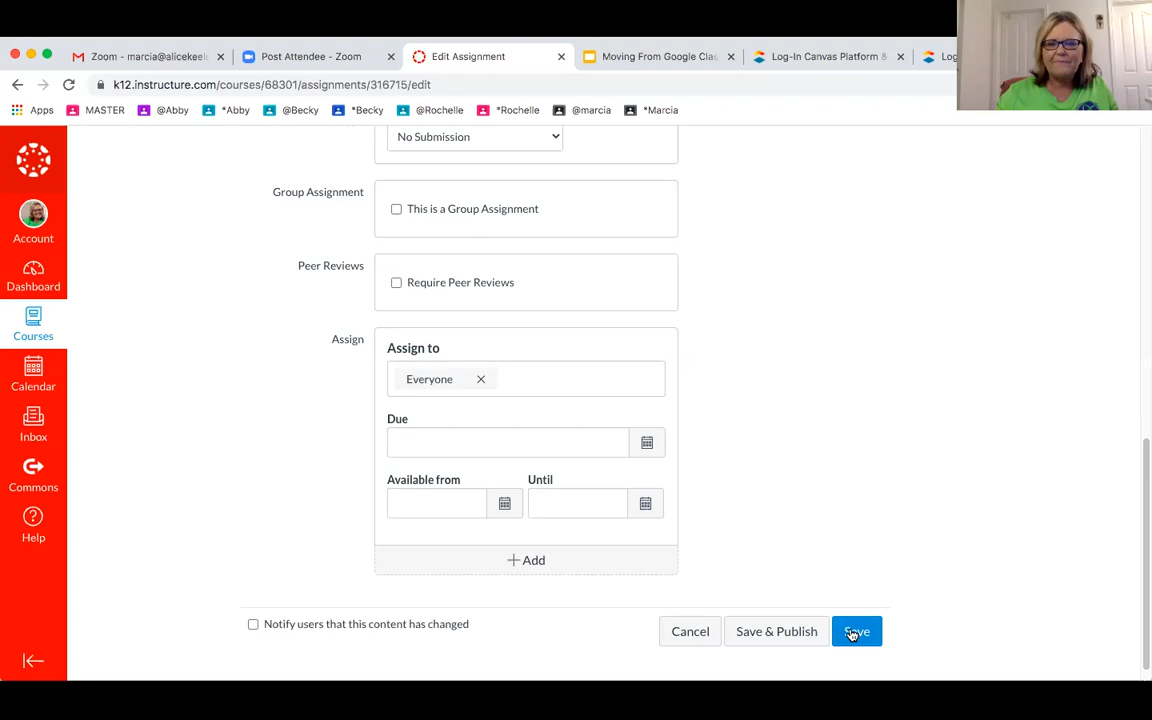 Zoom - marcia@alicekeel
Post Attendee - Zoom
Edit Assignment
Moving From Google Clas
Log-In Canvas Platform &
Log
k12.instructure.com/courses/68301/assignments/316715/edit
Apps
MASTER
@Abby
*Abby
@Becky
*Becky
@Rochelle
*Rochelle
@marcia
*Marcia
Account
Dashboard
Courses
Calendar
Inbox
Commons
Help
No Submission
Group Assignment
This is a Group Assignment
Peer Reviews
Require Peer Reviews
Assign
Assign to
Everyone
Due
Available from
Until
Add
Notify users that this content has changed
Cancel
Save & Publish
Save